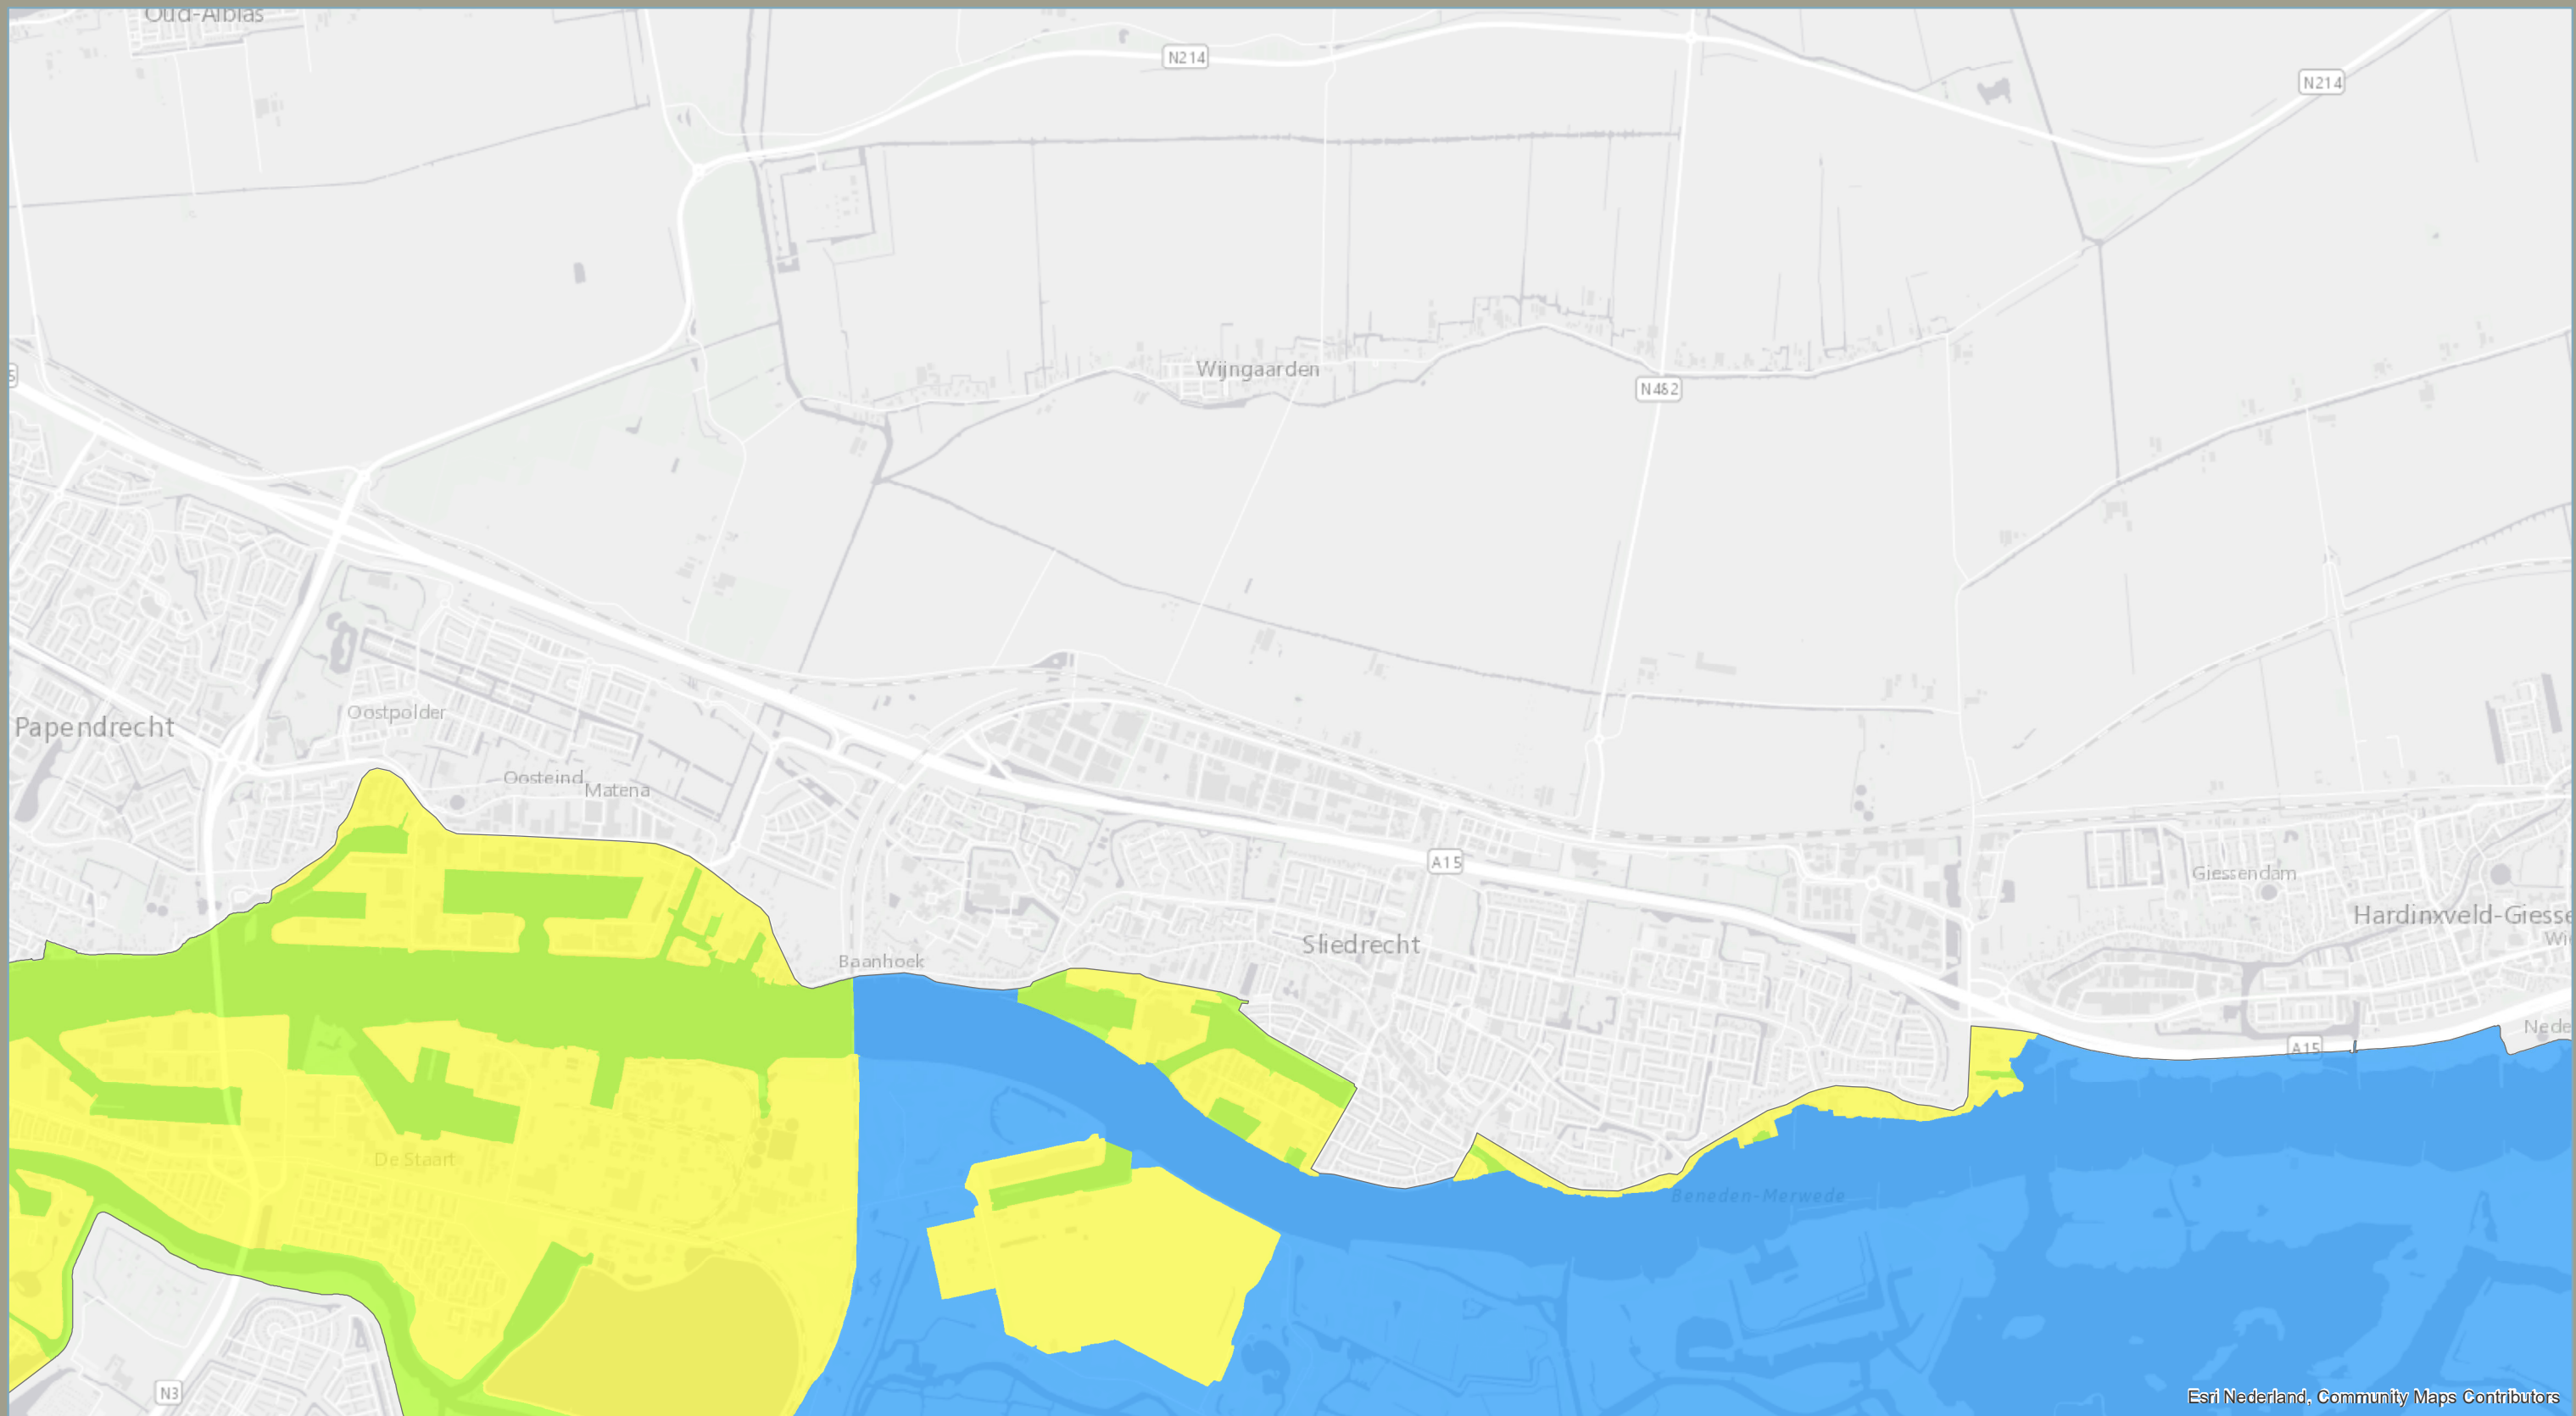 Oud-Alblas
N214
N214
Wijngaarden
N482
Oostpolder
Papendrecht
Oosteind
Matena
A15
Giessendam
Hardinxveld-Giesse
Sliedrecht
Baanhoek
Nede
A15
De Staart
Beneden-Merwede
N3
Esri Nederland, Community Maps Contributors